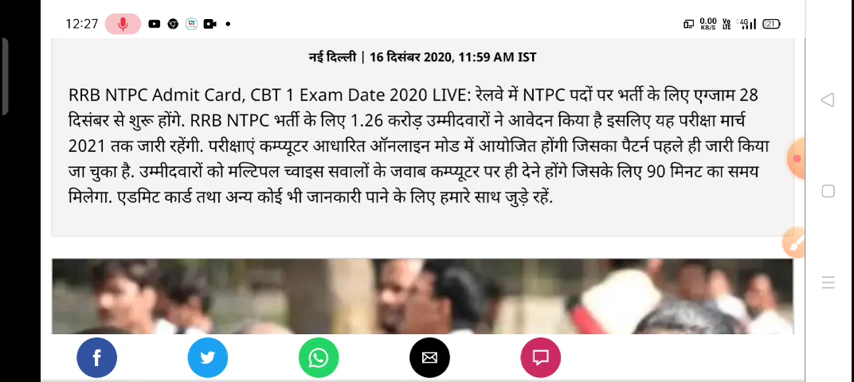 12:27
0.00 KB/S
4G
21
नई दिल्ली | 16 दिसंबर 2020, 11:59 AM IST
RRB NTPC Admit Card, CBT 1 Exam Date 2020 LIVE: रेलवे में NTPC पदों पर भर्ती के लिए एग्जाम 28
दिसंबर से शुरू होंगे. RRB NTPC भर्ती के लिए 1.26 करोड़ उम्मीदवारों ने आवेदन किया है इसलिए यह परीक्षा मार्च
2021 तक जारी रहेंगी. परीक्षाएं कम्प्यूटर आधारित ऑनलाइन मोड में आयोजित होंगी जिसका पैटर्न पहले ही जारी किया
जा चुका है. उम्मीदवारों को मल्टिपल च्वाइस सवालों के जवाब कम्प्यूटर पर ही देने होंगे जिसके लिए 90 मिनट का समय
मिलेगा. एडमिट कार्ड तथा अन्य कोई भी जानकारी पाने के लिए हमारे साथ जुड़े रहें.